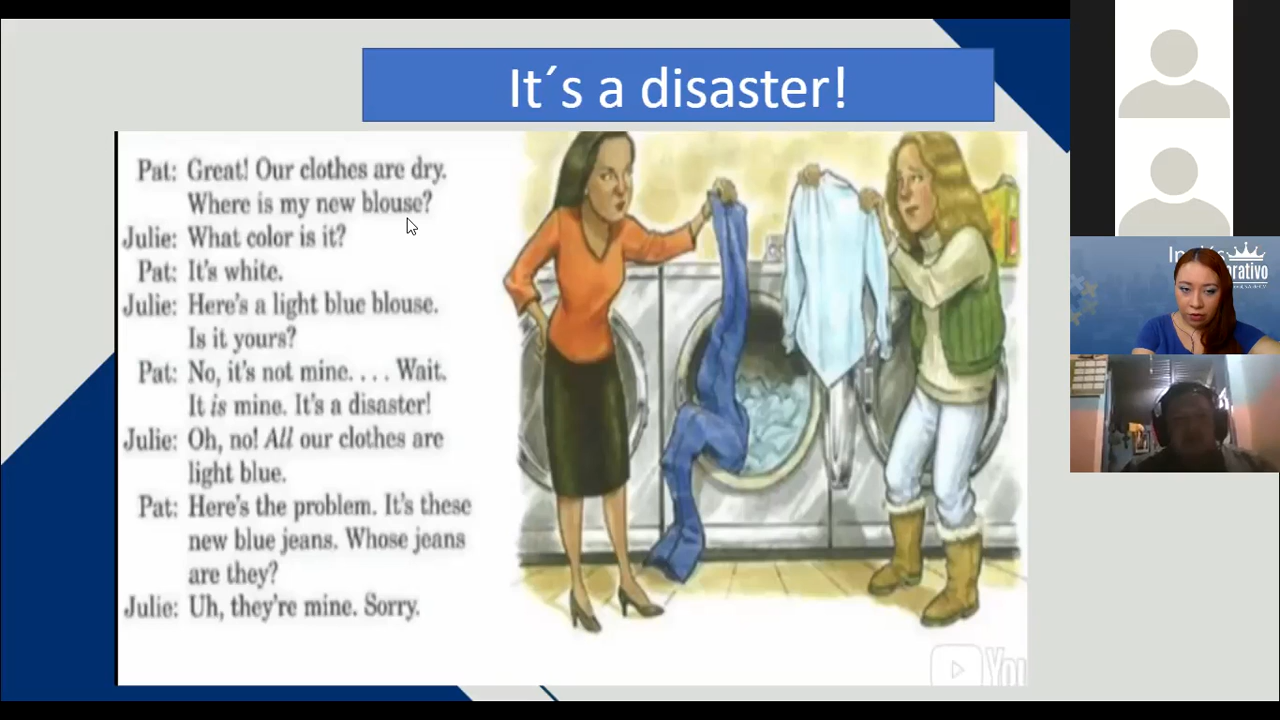 It´s a disaster!
Pat: Great! Our clothes are dry.
Where is my new blouse?
Julie: What color is it?
Pat: It's white.
Julie: Here's a light blue blouse.
Is it yours?
Pat: No, it's not mine. . . . Wait.
It is mine. It's a disaster!
Julie: Oh, no! All our clothes are
light blue.
Pat: Here's the problem. It's these
new blue jeans. Whose jeans
are they?
Julie: Uh, they're mine. Sorry.
You